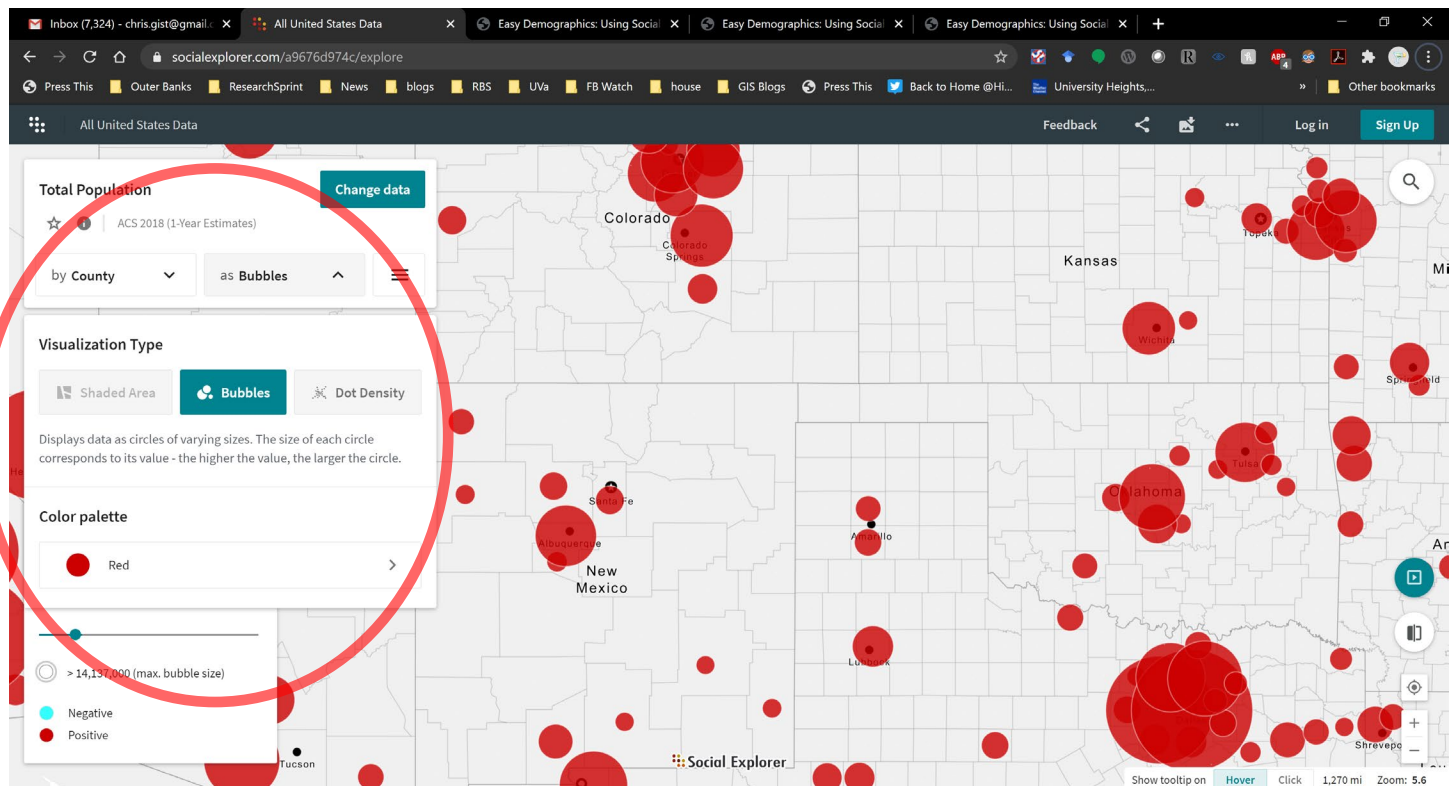 Inbox (7,324) - chris.gist@gmail.c
All United States Data
Easy Demographics: Using Social
Easy Demographics: Using Social
Easy Demographics: Using Social
socialexplorer.com/a9676d974c/explore
Press This
Outer Banks
ResearchSprint
News
blogs
RBS
UVa
FB Watch
house
GIS Blogs
Press This
Back to Home @Hi...
University Heights,...
»
Other bookmarks
All United States Data
Feedback
Log in
Sign Up
Total Population
Change data
ACS 2018 (1-Year Estimates)
by County
as Bubbles
Visualization Type
Shaded Area
Bubbles
Dot Density
Displays data as circles of varying sizes. The size of each circle
corresponds to its value - the higher the value, the larger the circle.
Color palette
Red
> 14,137,000 (max. bubble size)
Negative
Positive
Colorado
Colorado
Springs
Kansas
Topeka
Wichita
Springfield
Tulsa
Oklahoma
Santa Fe
Albuquerque
New
Mexico
Amarillo
Lubbock
Tucson
Social Explorer
Show tooltip on
Hover
Click
1,270 mi
Zoom: 5.6